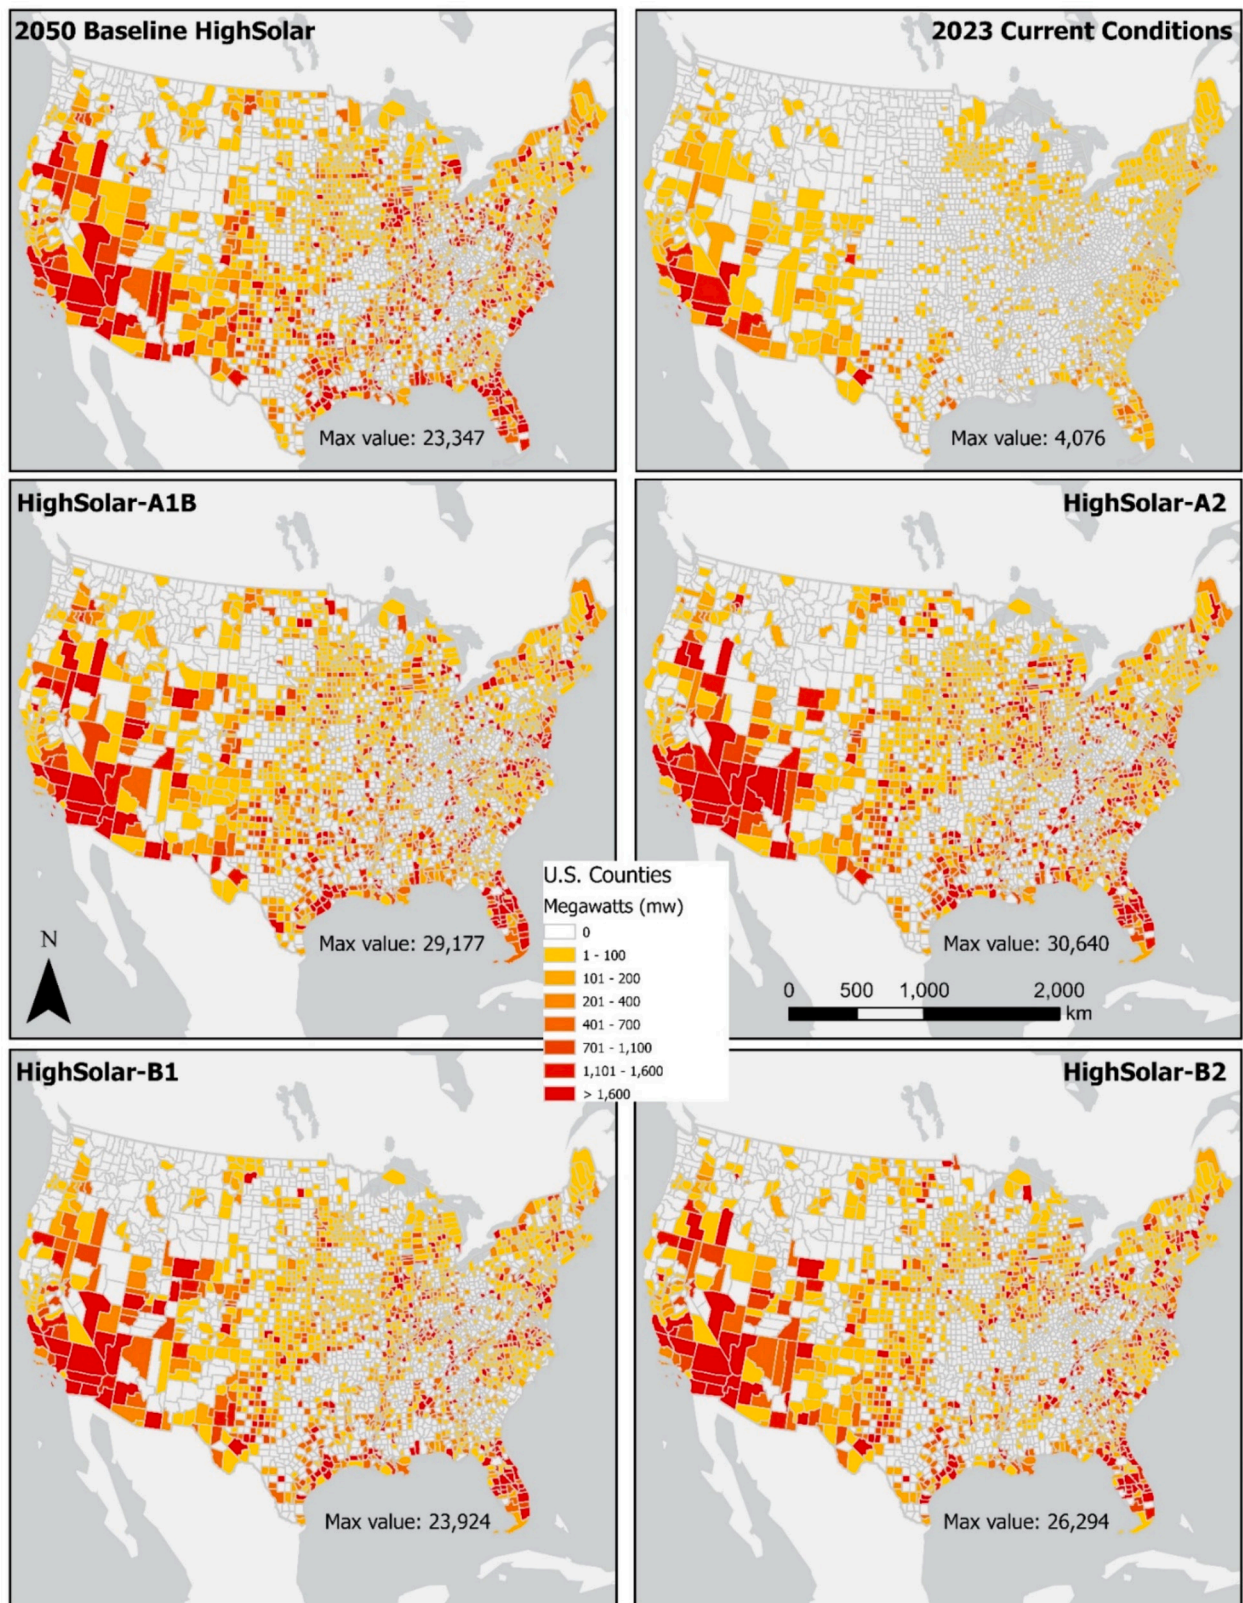 2050 Baseline HighSolar
2023 Current Conditions
Max value: 23,347
Max value: 4,076
HighSolar-A1B
HighSolar-A2
U.S. Counties
Megawatts (mw)
0
1 - 100
101 - 200
201 - 400
401 - 700
701 - 1,100
1,101 - 1,600
> 1,600
N
Max value: 29,177
Max value: 30,640
0 500 1,000 2,000
km
HighSolar-B1
HighSolar-B2
Max value: 23,924
Max value: 26,294